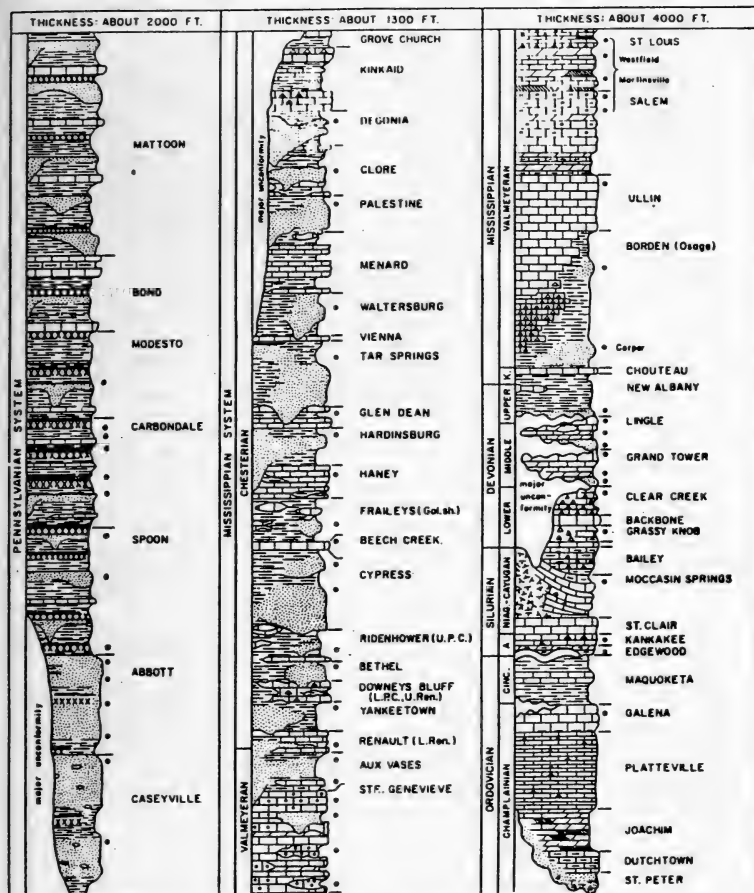 THICKNESS: ABOUT 2000 FT.
PENNSYLVANIAN SYSTEM
MATTOON
BOND
MODESTO
CARBONDALE
SPOON
ABBOTT
major unconformity
CASEYVILLE
THICKNESS: ABOUT 1300 FT.
MISSISSIPPIAN SYSTEM
CHESTERIAN
VALMEYERAN
major unconformity
GROVE CHURCH
KINKAID
DEGONIA
CLORE
PALESTINE
MENARD
WALTERSBURG
VIENNA
TAR SPRINGS
GLEN DEAN
HARDINSBURG
HANEY
FRAILEYS (Gol.sh.)
BEECH CREEK.
CYPRESS
RIDENHOWER (U.P.C.)
BETHEL
DOWNEYS BLUFF
(L.P.C., U.Ren.)
YANKEETOWN
RENAULT (L.Ren.)
AUX VASES
STE. GENEVIEVE
THICKNESS: ABOUT 4000 FT.
MISSISSIPPIAN
VALMEYERAN
ST LOUIS
Westfield
Martinsville
SALEM
ULLIN
BORDEN (Osage)
Carper
CHOUTEAU
UPPER K.
NEW ALBANY
DEVONIAN
MIDDLE
LINGLE
GRAND TOWER
major
uncon-
formity
LOWER
CLEAR CREEK
BACKBONE
GRASSY KNOB
BAILEY
SILURIAN
NIAG.-CAYUGAN
MOCCASIN SPRINGS
ST. CLAIR
A
KANKAKEE
EDGEWOOD
ORDOVICIAN
CINC.
MAQUOKETA
CHAMPLAINIAN
GALENA
PLATTEVILLE
JOACHIM
DUTCHTOWN
ST. PETER